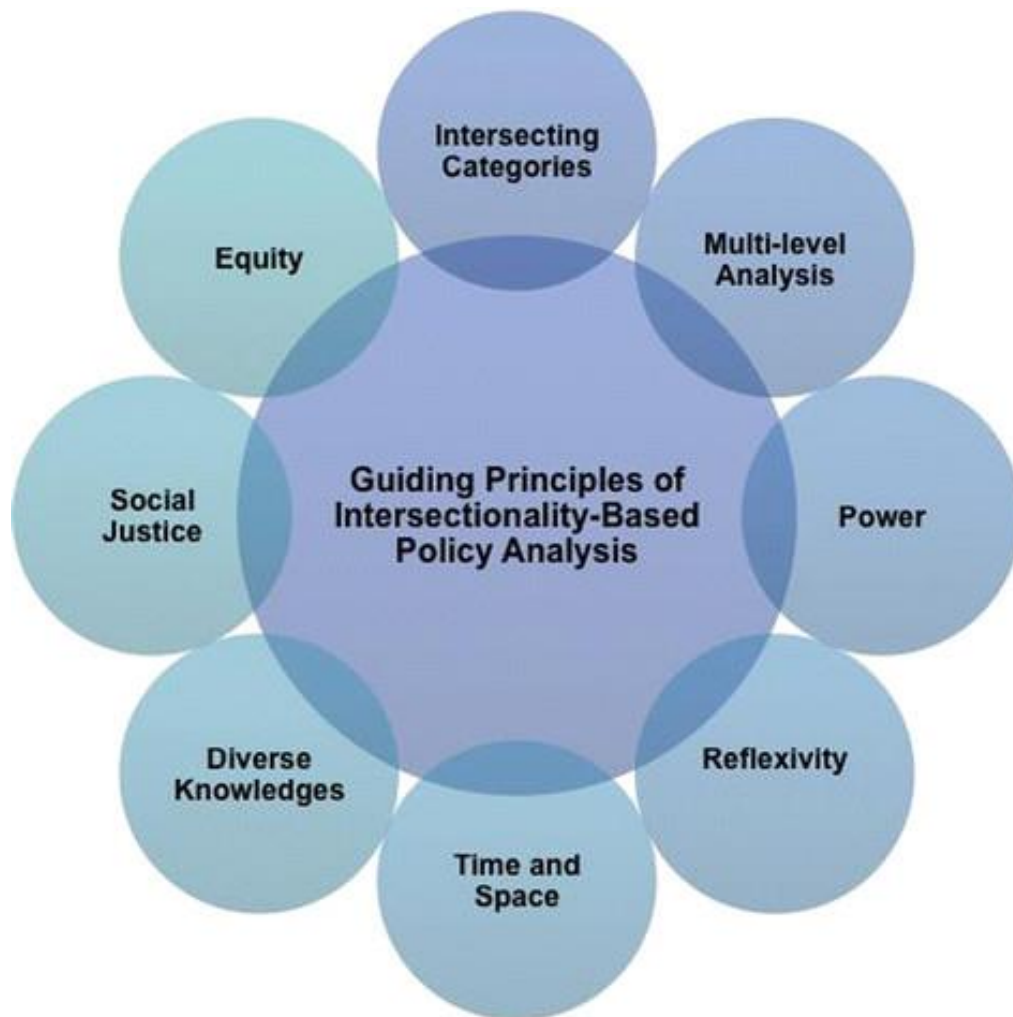 Intersecting
Categories
Multi-level
Analysis
Equity
Guiding Principles of
Intersectionality-Based
Policy Analysis
Social
Justice
Power
Diverse
Knowledges
Reflexivity
Time and
Space